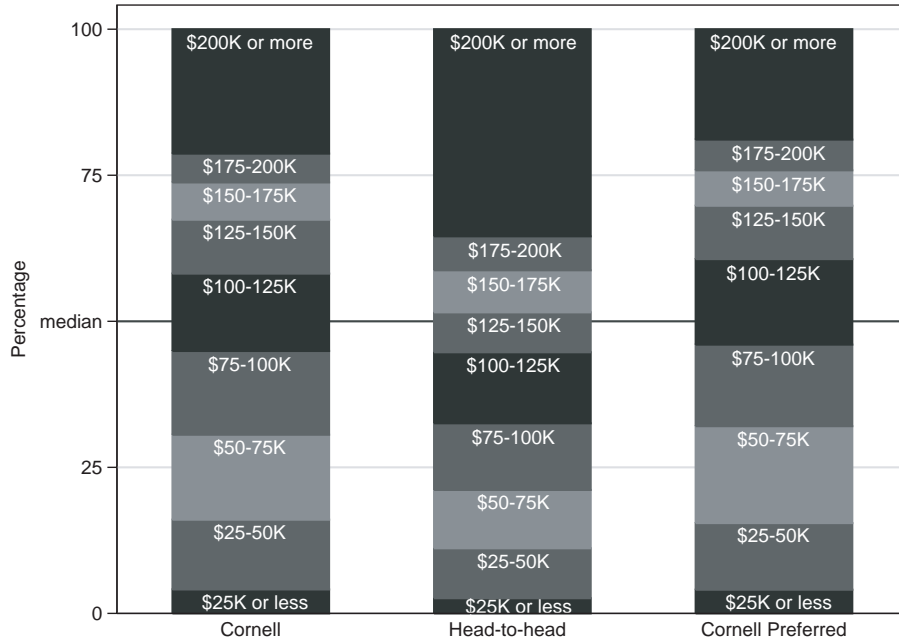 100
75
median
25
0
Percentage
$200K or more
$175-200K
$150-175K
$125-150K
$100-125K
$75-100K
$50-75K
$25-50K
$25K or less
Cornell
$200K or more
$175-200K
$150-175K
$125-150K
$100-125K
$75-100K
$50-75K
$25-50K
$25K or less
Head-to-head
$200K or more
$175-200K
$150-175K
$125-150K
$100-125K
$75-100K
$50-75K
$25-50K
$25K or less
Cornell Preferred